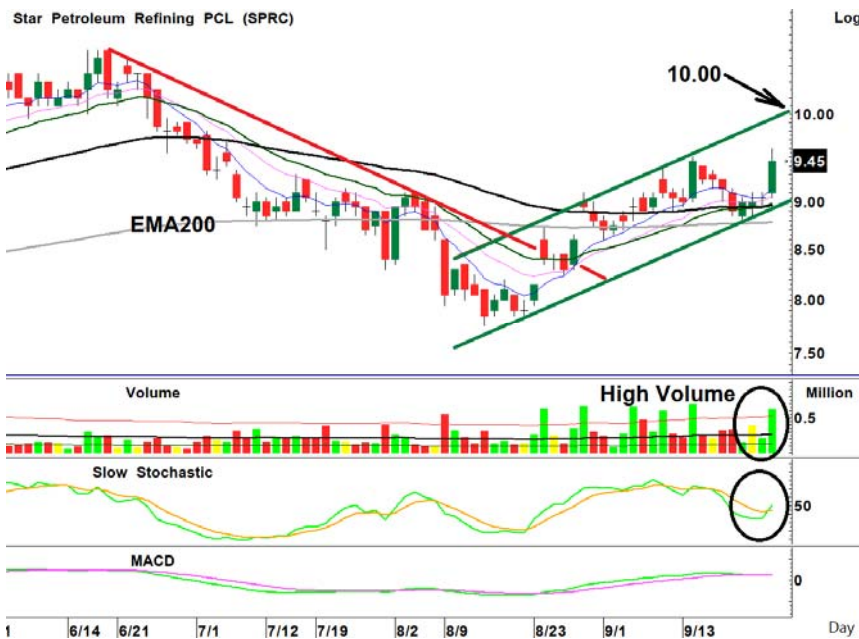 Star Petroleum Refining PCL (SPRC)
Log
10.00
10.00
9.45
9.00
EMA200
8.50
8.00
7.50
Volume
High Volume
Million
0.5
Slow Stochastic
50
MACD
0
1 6/14 6/21 7/1 7/12 7/19 8/2 8/9 8/23 9/1 9/13 Day